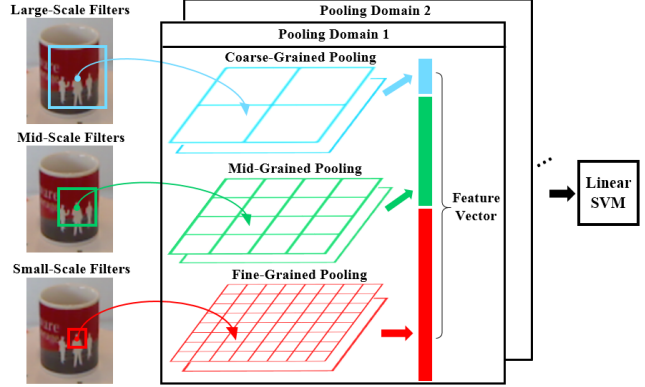 Large-Scale Filters
Pooling Domain 2
Pooling Domain 1
Coarse-Grained Pooling
Mid-Scale Filters
Mid-Grained Pooling
Feature
Vector
...
Linear
SVM
Small-Scale Filters
Fine-Grained Pooling